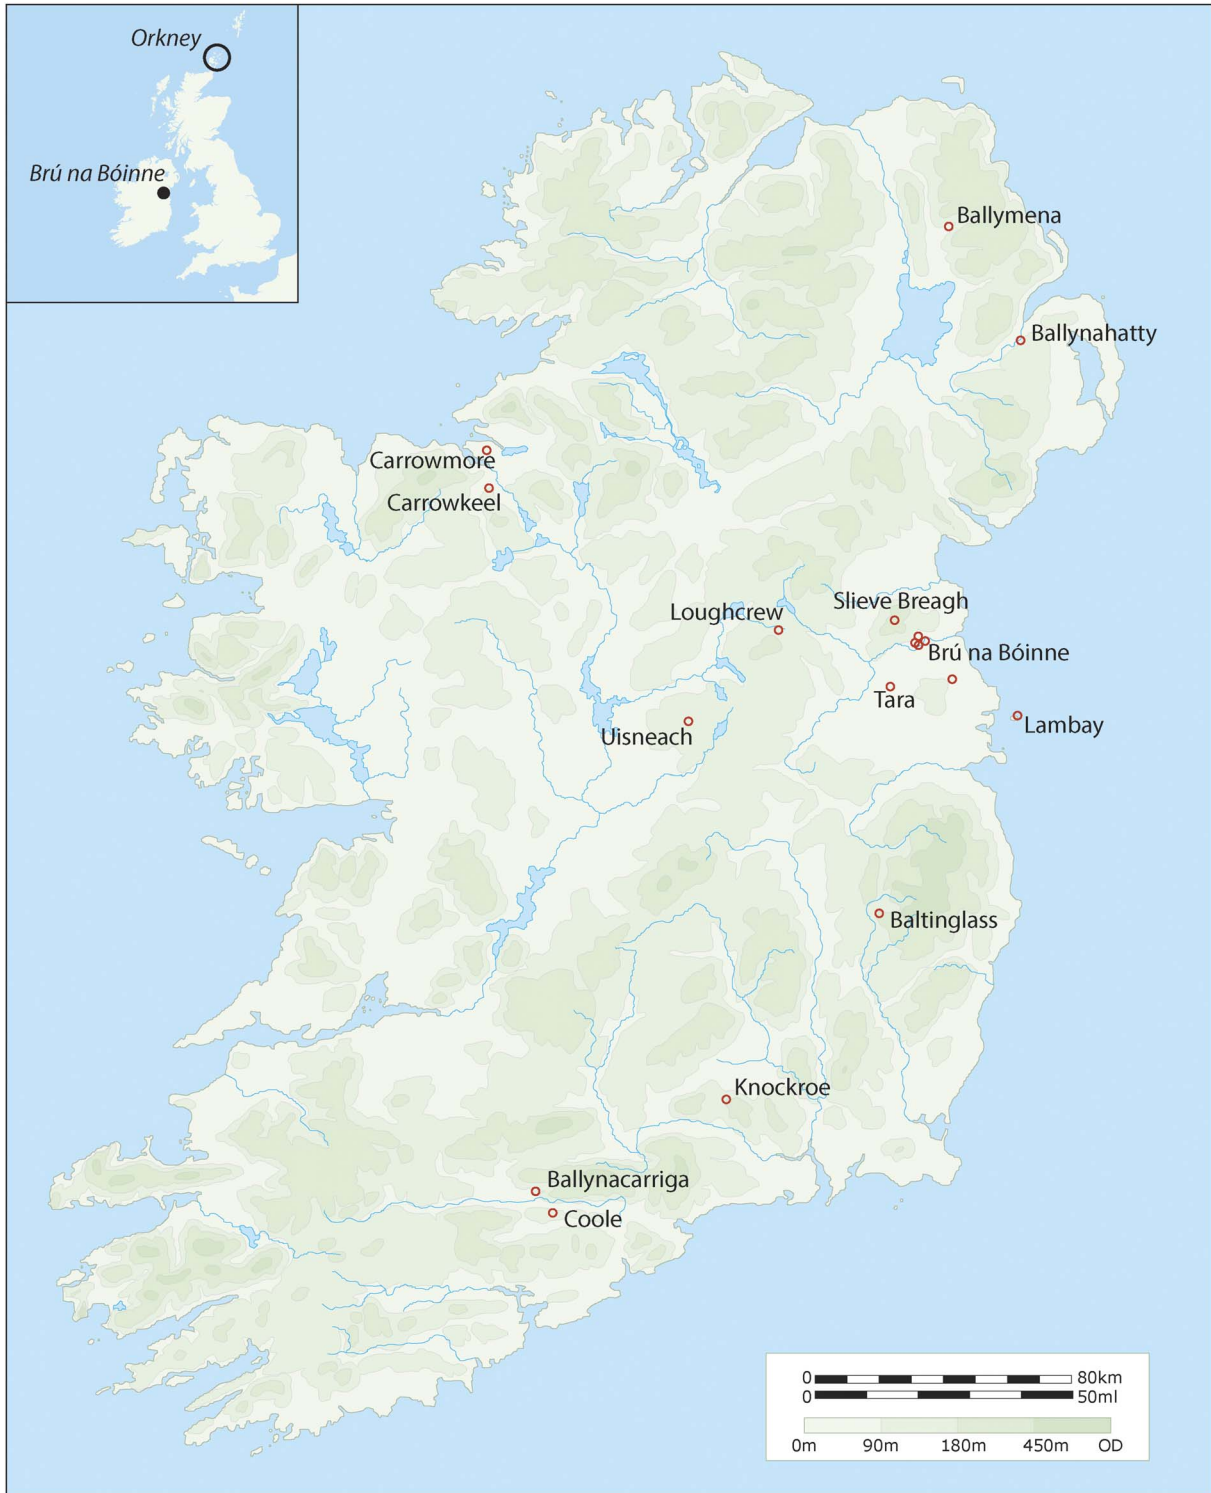 Orkney
Brú na Bóinne
Ballymena
Ballynahatty
Carrowmore
Carrowkeel
Slieve Breagh
Loughcrew
Brú na Bóinne
Tara
Lambay
Uisneach
Baltinglass
Knockroe
Ballynacarriga
Coole
0 80km
0 50ml
0m 90m 180m 450m OD